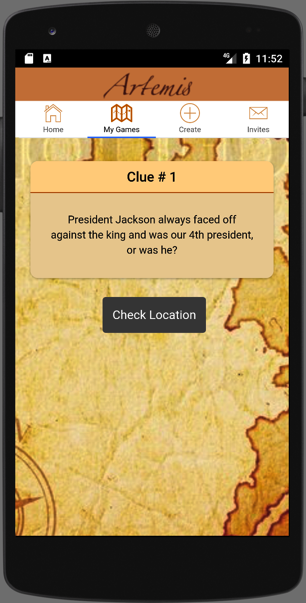 4G 11:52
Artemis
Home My Games Create Invites
Clue # 1
President Jackson always faced off
against the king and was our 4th president,
or was he?
Check Location